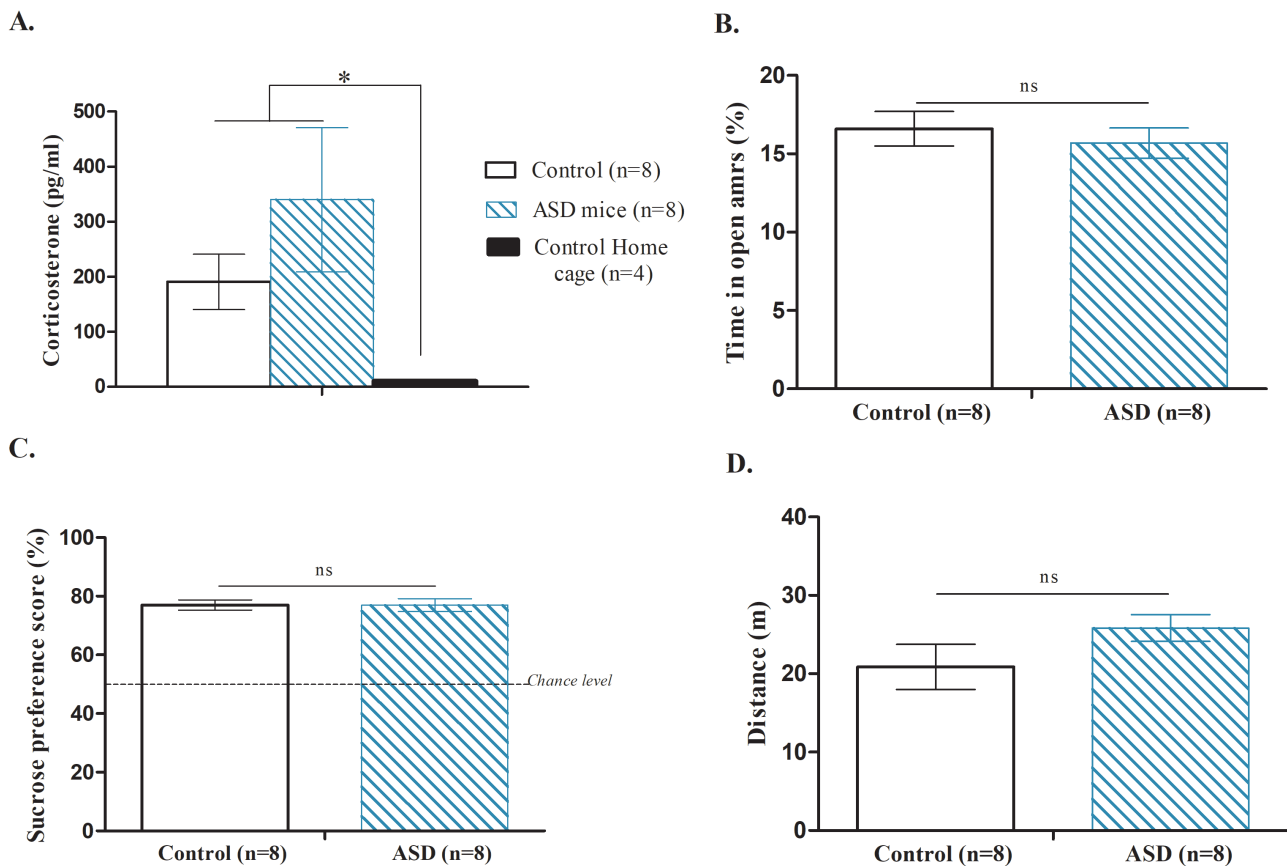 A.
*
500
400
300
200
100
0
Corticosterone (pg/ml)
Control (n=8)
ASD mice (n=8)
Control Home
cage (n=4)
B.
ns
20
15
10
5
0
Time in open amrs (%)
Control (n=8)
ASD (n=8)
C.
ns
100
80
60
40
20
0
Sucrose preference score (%)
Chance level
Control (n=8)
ASD (n=8)
D.
ns
40
30
20
10
0
Distance (m)
Control (n=8)
ASD (n=8)